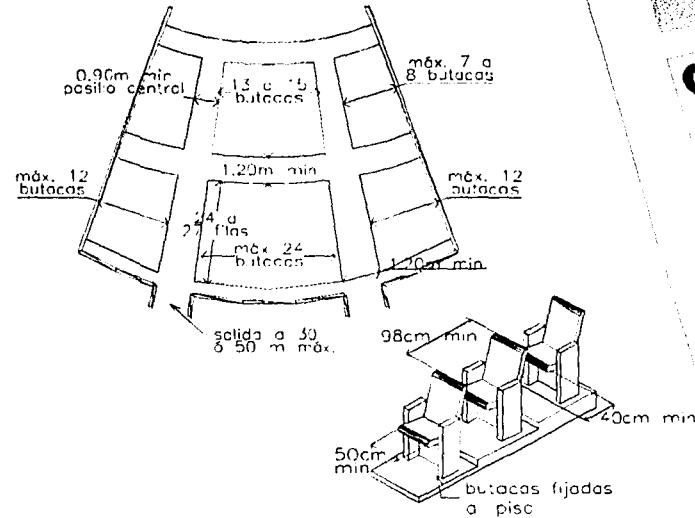 0.90m min
pasillo central
13 a 15
butacas
máx. 7 a
8 butacas
1.20m min
máx. 12
butacas
máx. 12
butacas
24 a
filas
máx 24
butacas
1.20m min
salida a 30
ó 50 m máx.
98cm min
40cm min
50cm
min
butacas fijadas
a piso